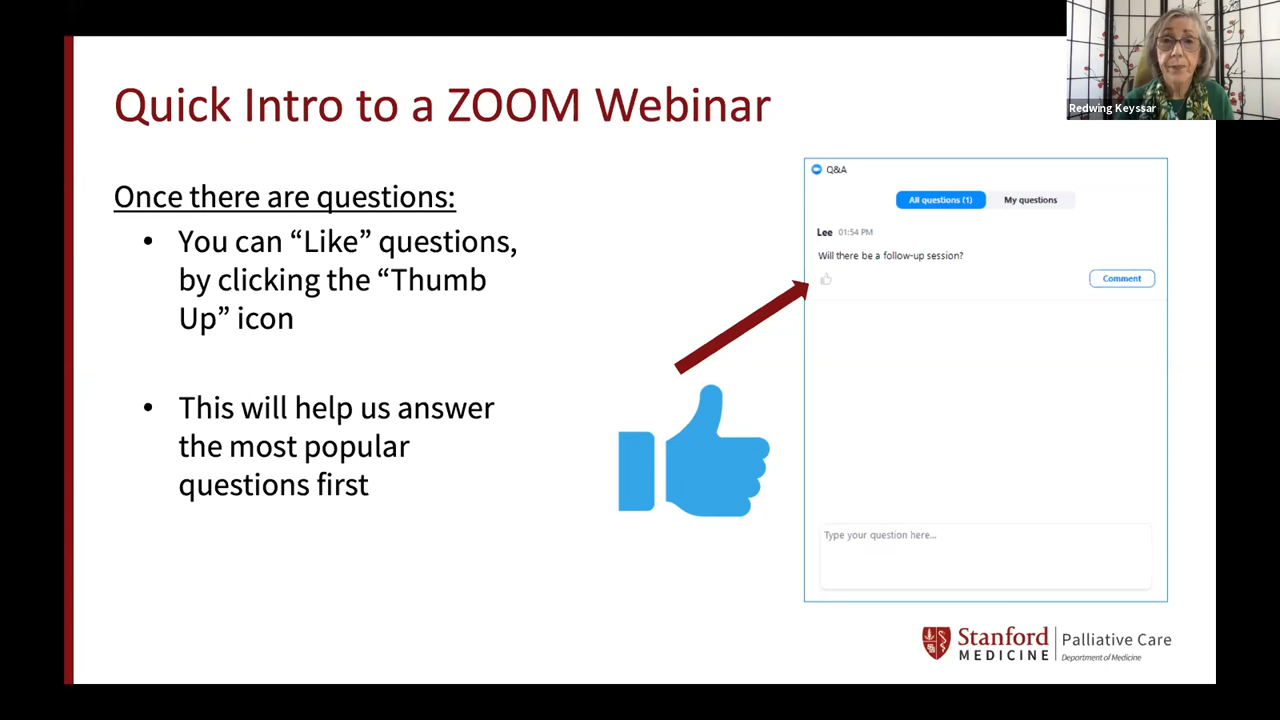 Quick Intro to a ZOOM Webinar
Redwing Keyssar
Once there are questions:
• You can “Like” questions,
by clicking the “Thumb
Up” icon
• This will help us answer
the most popular
questions first
Q&A
All questions (1) My questions
Lee 01:54 PM
Will there be a follow-up session?
Comment
Type your question here...
Stanford
MEDICINE
Palliative Care
Department of Medicine